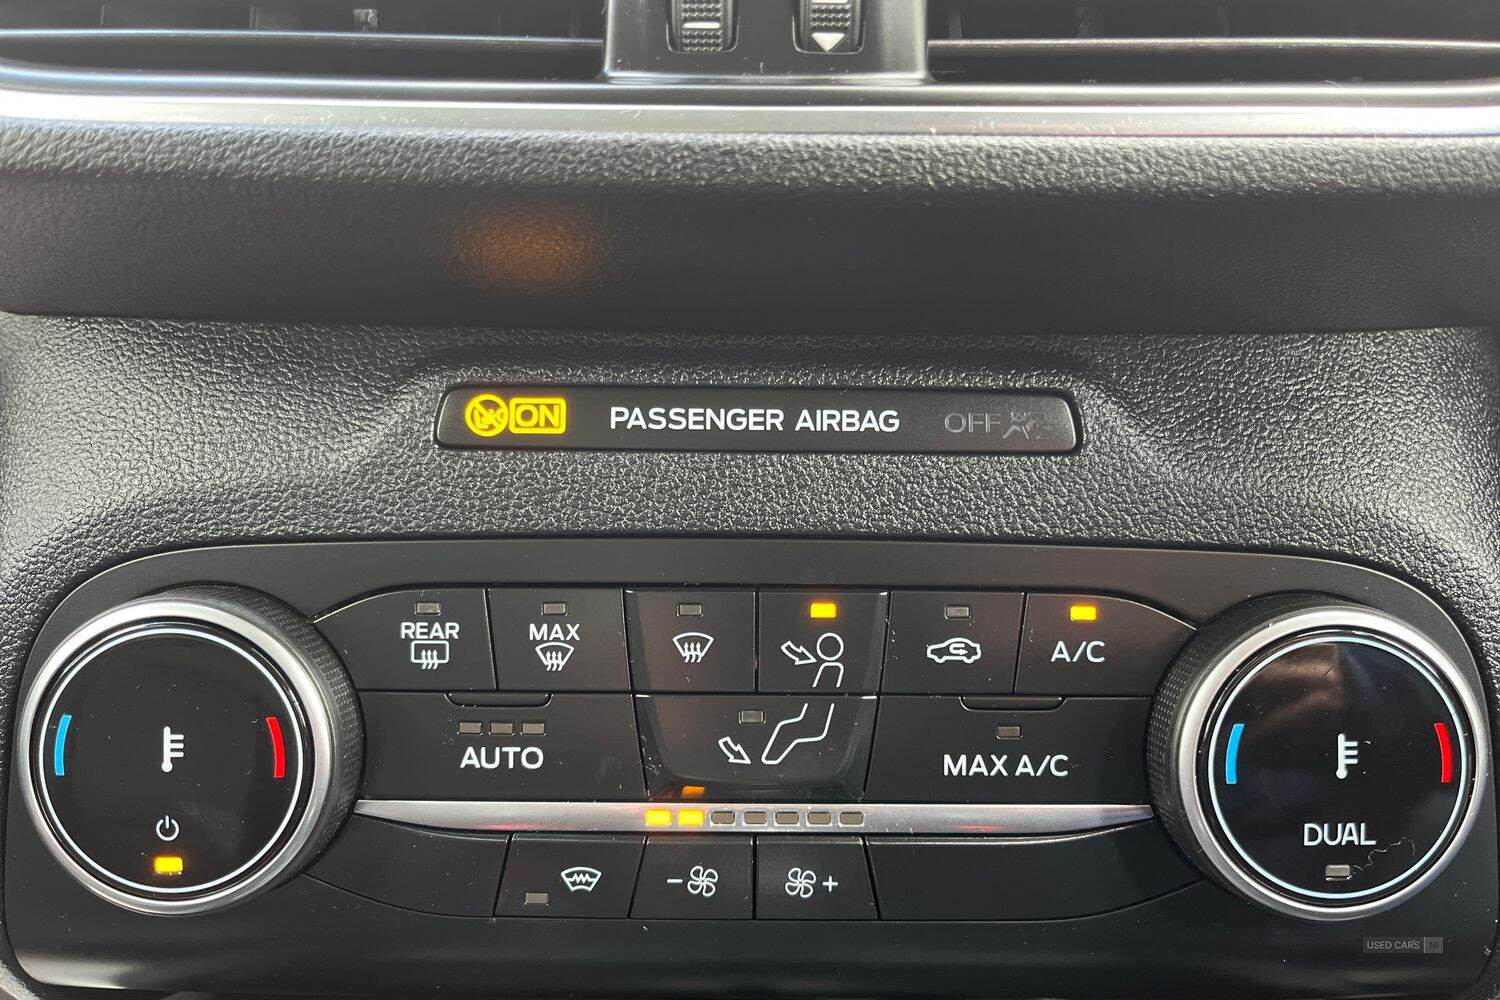 ON PASSENGER AIRBAG OFF
REAR MAX
A/C
AUTO MAX A/C
DUAL
- +
USED CARS NI